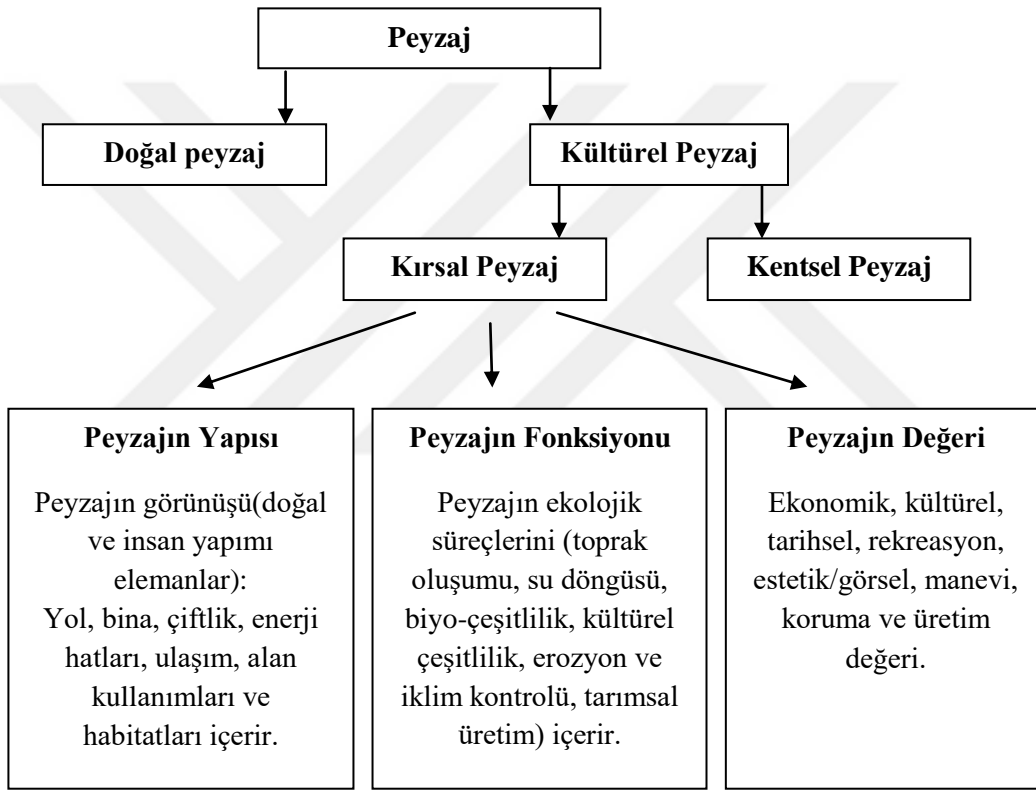 Peyzaj
Doğal peyzaj
Kültürel Peyzaj
Kırsal Peyzaj
Kentsel Peyzaj
Peyzajın Yapısı
Peyzajın görünüşü(doğal
ve insan yapımı
elemanlar):
Yol, bina, çiftlik, enerji
hatları, ulaşım, alan
kullanımları ve
habitatları içerir.
Peyzajın Fonksiyonu
Peyzajın ekolojik
süreçlerini (toprak
oluşumu, su döngüsü,
biyo-çeşitlilik, kültürel
çeşitlilik, erozyon ve
iklim kontrolü, tarımsal
üretim) içerir.
Peyzajın Değeri
Ekonomik, kültürel,
tarihsel, rekreasyon,
estetik/görsel, manevi,
koruma ve üretim
değeri.